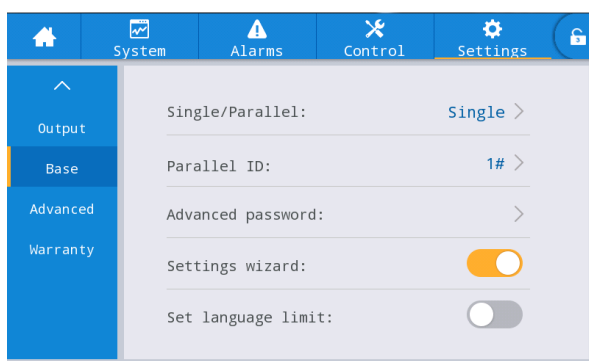 System
Alarms
Control
Settings
3
Output
Base
Advanced
Warranty
Single/Parallel: Single
Parallel ID: 1#
Advanced password:
Settings wizard:
Set language limit: